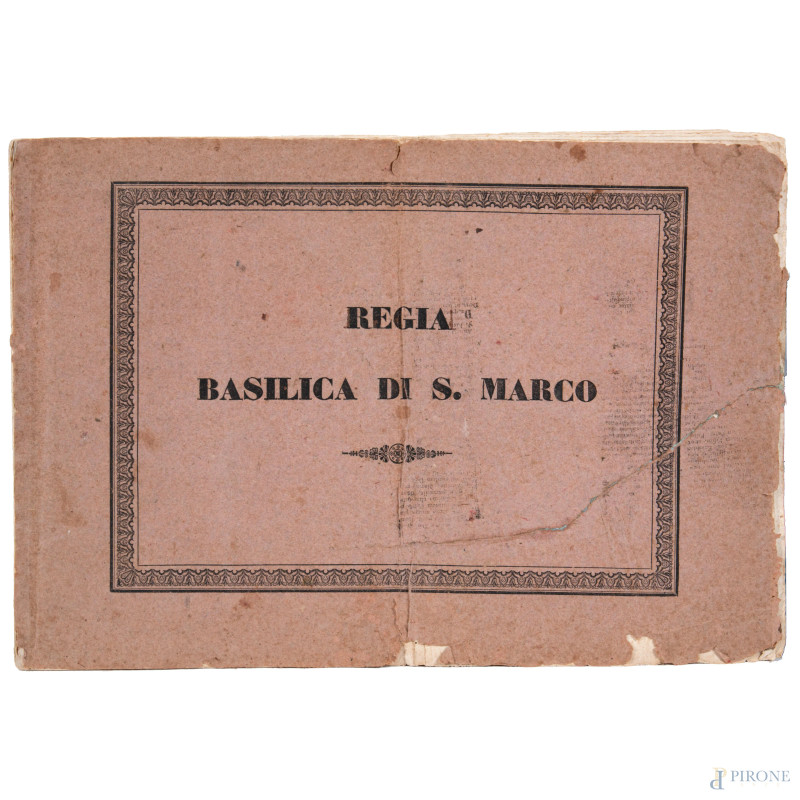 REGIA
BASILICA DI S. MARCO
PIRONE